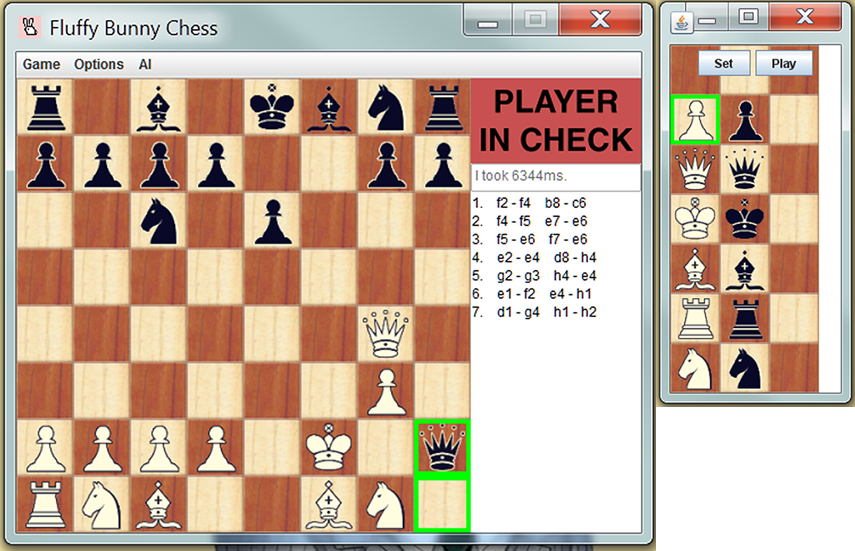 Fluffy Bunny Chess
Game Options AI
PLAYER
IN CHECK
I took 6344ms.
1. f2 - f4 b8 - c6
2. f4 - f5 e7 - e6
3. f5 - e6 f7 - e6
4. e2 - e4 d8 - h4
5. g2 - g3 h4 - e4
6. e1 - f2 e4 - h1
7. d1 - g4 h1 - h2
Set Play